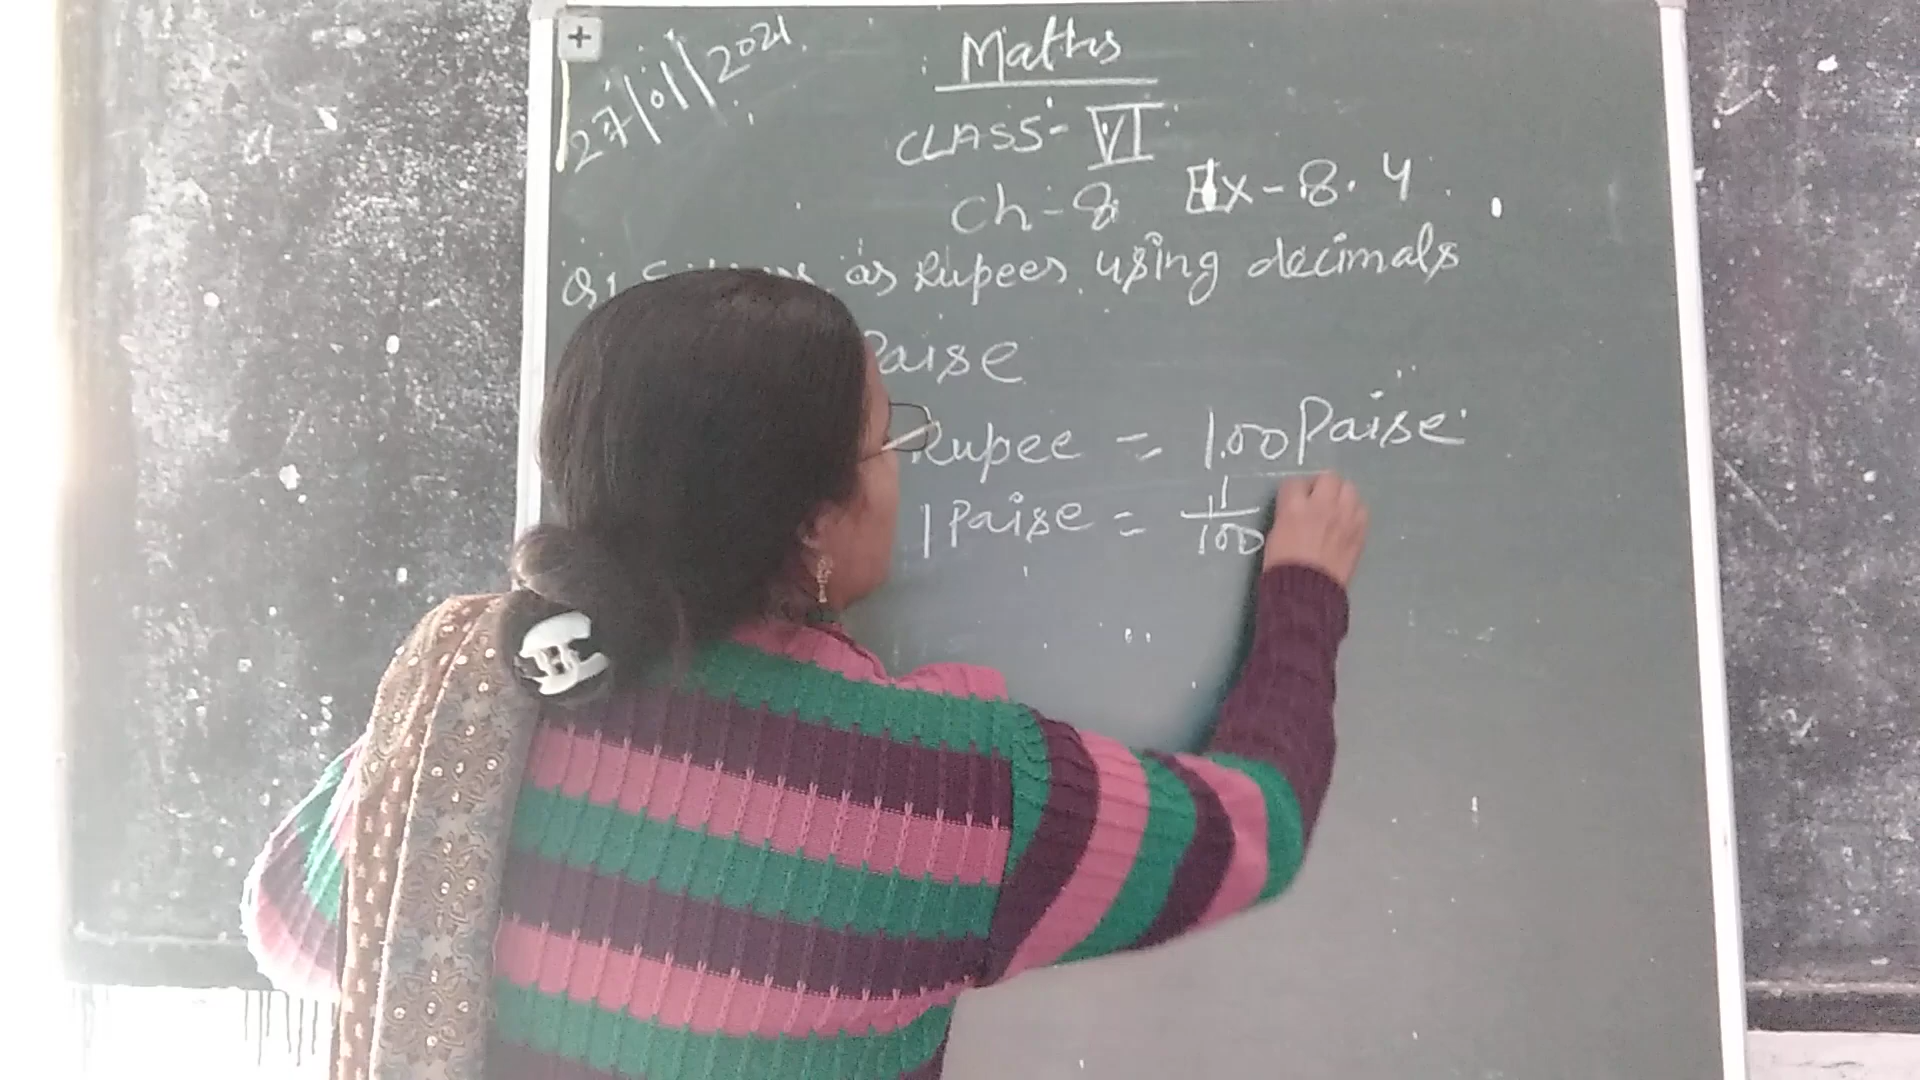 27/01/2021
Maths
CLASS-VI
Ch-8 Ex-8.4
Q1 as Rupees using decimals
Paise
Rupee = 100 Paise
1 Paise = 1/100